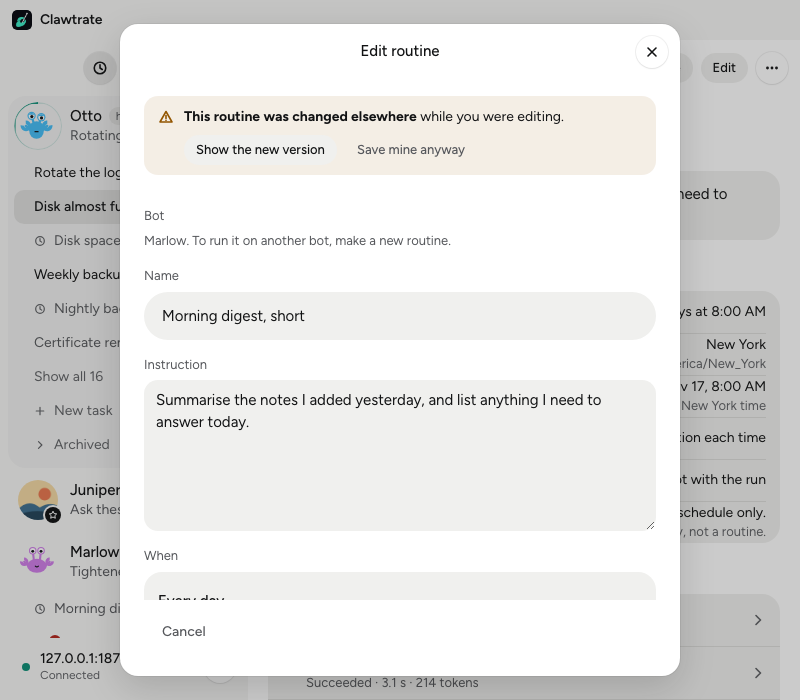 Clawtrate
Edit routine
Edit
This routine was changed elsewhere while you were editing.
Show the new version
Save mine anyway
Otto
Rotating
Rotate the log
Disk almost fu
Disk space
Weekly backu
Nightly ba
Certificate re
Show all 16
New task
Archived
Juniper
Ask thes
Marlow
Tightene
Morning di
127.0.0.1:187
Connected
Bot
Marlow. To run it on another bot, make a new routine.
Name
Morning digest, short
Instruction
Summarise the notes I added yesterday, and list anything I need to
answer today.
When
Every day
Cancel
need to
ys at 8:00 AM
New York
erica/New_York
v 17, 8:00 AM
New York time
tion each time
ot with the run
schedule only.
y, not a routine.
Succeeded · 3.1 s · 214 tokens